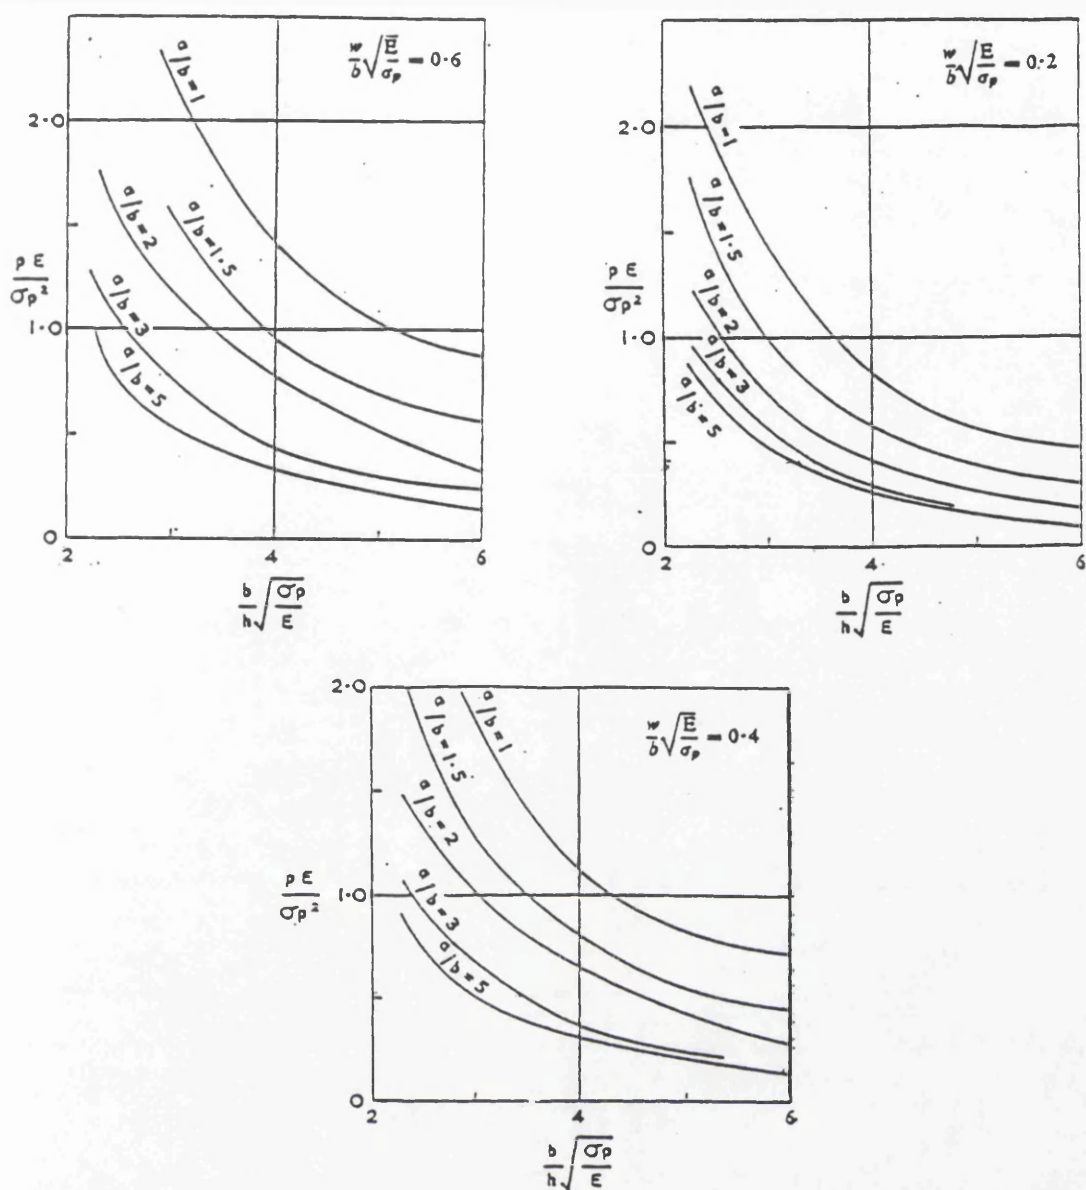 w/b √E/σp = 0·6
a/b=1
a/b=1.5
a/b=2
a/b=3
a/b=5
2.0
1.0
0
pE/σp²
2 4 6
b/h √σp/E
w/b √E/σp = 0·2
a/b=1
a/b=1.5
a/b=2
a/b=3
a/b=5
2.0
1.0
0
pE/σp²
2 4 6
b/h √σp/E
w/b √E/σp = 0·4
a/b=1
a/b=1.5
a/b=2
a/b=3
a/b=5
2.0
1.0
0
pE/σp²
2 4 6
b/h √σp/E